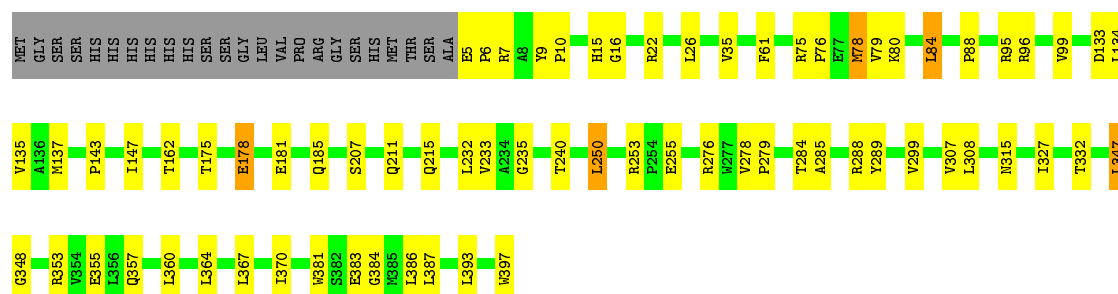 MET GLY SER SER HIS HIS HIS HIS HIS HIS SER SER GLY LEU VAL PRO ARG GLY SER HIS MET THR SER ALA E5 P6 R7 A8 Y9 P10 H15 G16 R22 L26 V35 F61 R75 P76 E77 M78 V79 K80 L84 P88 R95 R96 V99 D133 L134
V135 A136 M137 P143 I147 T162 T175 E178 E181 Q185 S207 Q211 Q215 L232 V233 A234 G235 T240 L250 R253 P254 E255 R276 W277 V278 P279 T284 A285 R288 Y289 V299 V307 L308 N315 I327 T332 L347
G348 R353 V354 E355 L356 Q357 L360 L364 L367 I370 W381 S382 E383 G384 M385 L386 L387 L393 W397